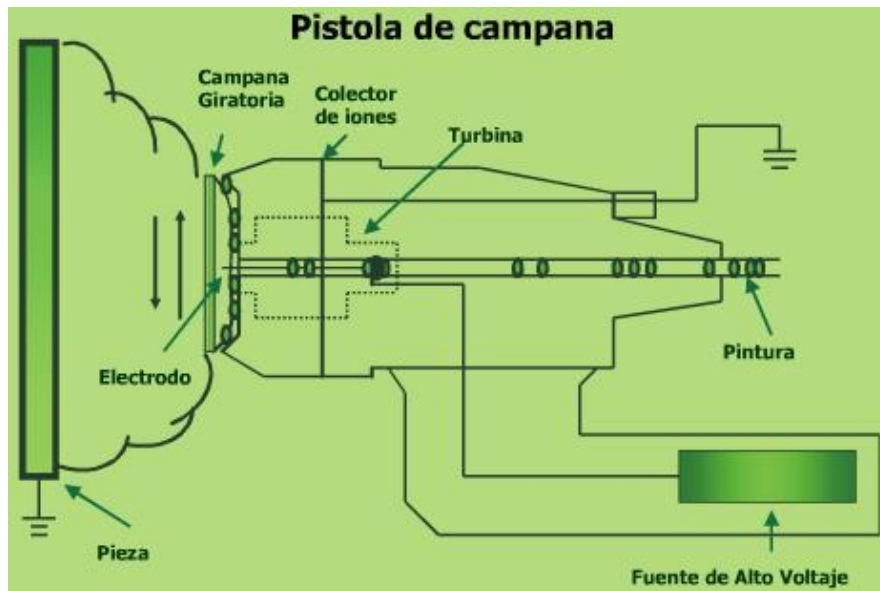 Pistola de campana
Campana
Giratoria
Colector
de iones
Turbina
Electrodo
Pintura
Pieza
Fuente de Alto Voltaje